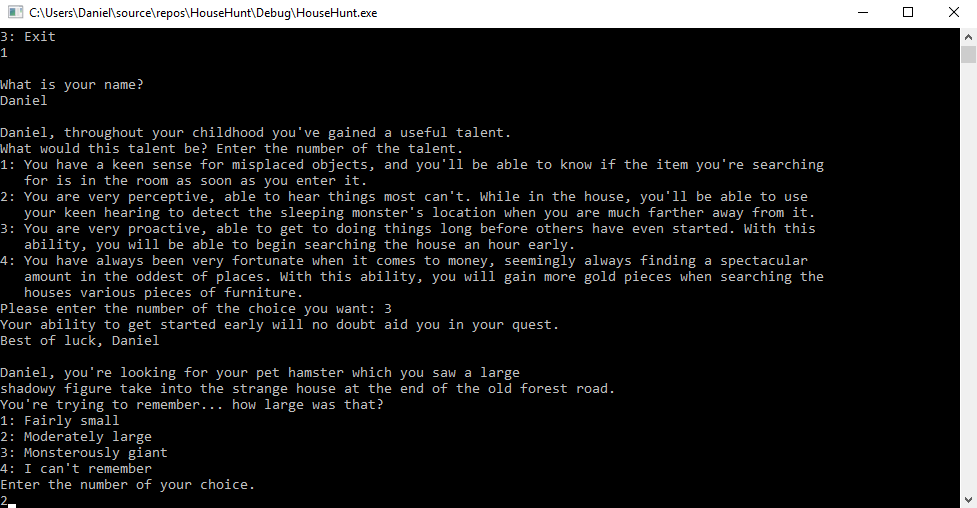 C:\Users\Daniel\source\repos\HouseHunt\Debug\HouseHunt.exe
3: Exit
1
What is your name?
Daniel
Daniel, throughout your childhood you've gained a useful talent.
What would this talent be? Enter the number of the talent.
1: You have a keen sense for misplaced objects, and you'll be able to know if the item you're searching
for is in the room as soon as you enter it.
2: You are very perceptive, able to hear things most can't. While in the house, you'll be able to use
your keen hearing to detect the sleeping monster's location when you are much farther away from it.
3: You are very proactive, able to get to doing things long before others have even started. With this
ability, you will be able to begin searching the house an hour early.
4: You have always been very fortunate when it comes to money, seemingly always finding a spectacular
amount in the oddest of places. With this ability, you will gain more gold pieces when searching the
houses various pieces of furniture.
Please enter the number of the choice you want: 3
Your ability to get started early will no doubt aid you in your quest.
Best of luck, Daniel
Daniel, you're looking for your pet hamster which you saw a large
shadowy figure take into the strange house at the end of the old forest road.
You're trying to remember... how large was that?
1: Fairly small
2: Moderately large
3: Monsterously giant
4: I can't remember
Enter the number of your choice.
2